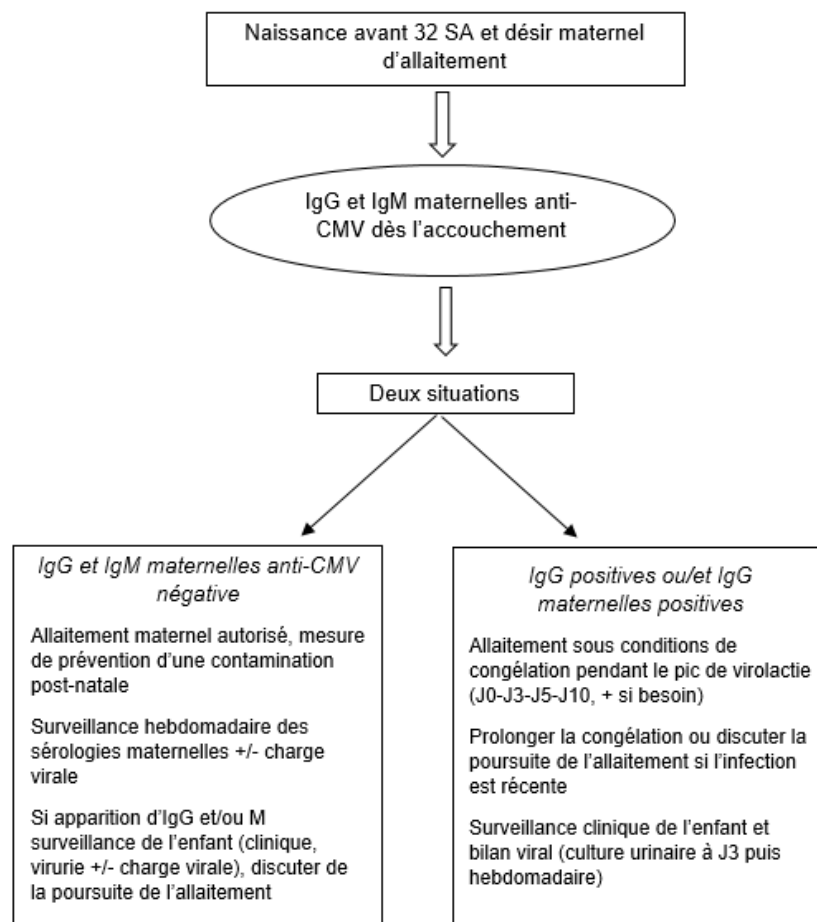 Naissance avant 32 SA et désir maternel
d'allaitement
IgG et IgM maternelles anti-
CMV dès l'accouchement
Deux situations
IgG et IgM maternelles anti-CMV
négative
Allaitement maternel autorisé, mesure
de prévention d'une contamination
post-natale
Surveillance hebdomadaire des
sérologies maternelles +/- charge
virale
Si apparition d'IgG et/ou M
surveillance de l'enfant (clinique,
virurie +/- charge virale), discuter de
la poursuite de l'allaitement
IgG positives ou/et IgG
maternelles positives
Allaitement sous conditions de
congélation pendant le pic de virolactie
(J0-J3-J5-J10, + si besoin)
Prolonger la congélation ou discuter la
poursuite de l'allaitement si l'infection
est récente
Surveillance clinique de l'enfant et
bilan viral (culture urinaire à J3 puis
hebdomadaire)